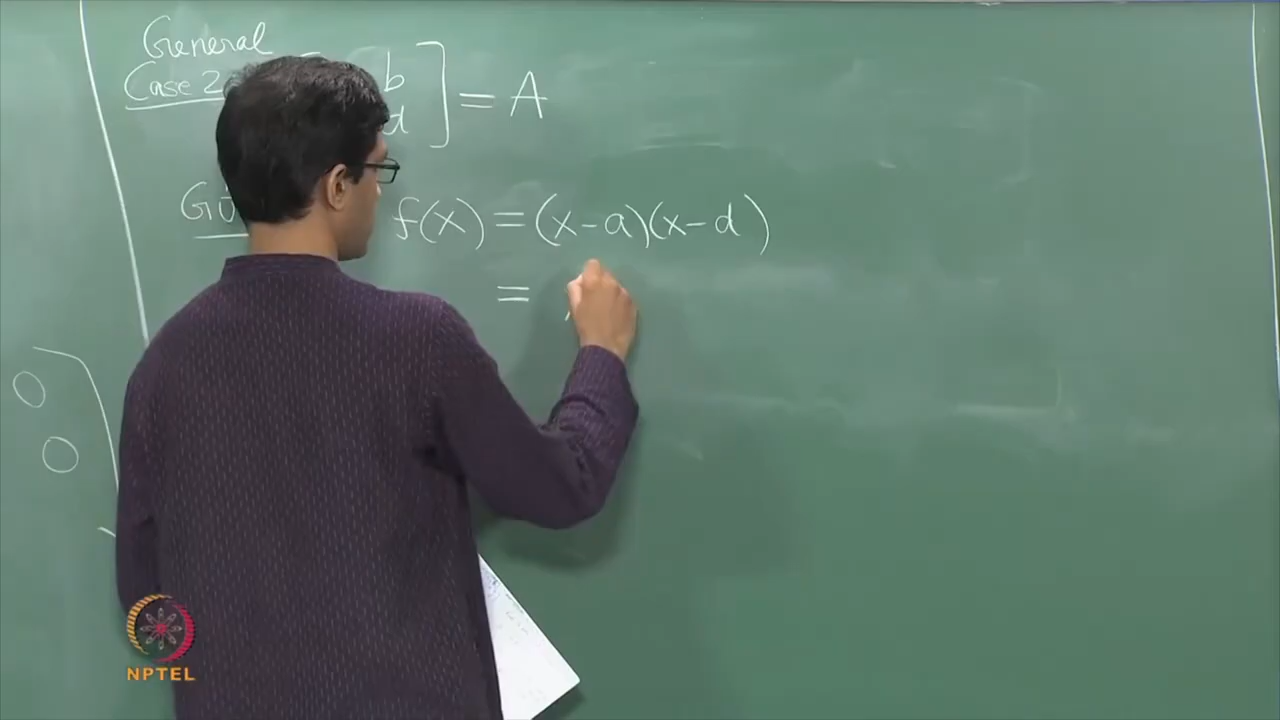 General
Case 2
b
d ] = A
f(x) = (x-a)(x-d)
=
NPTEL